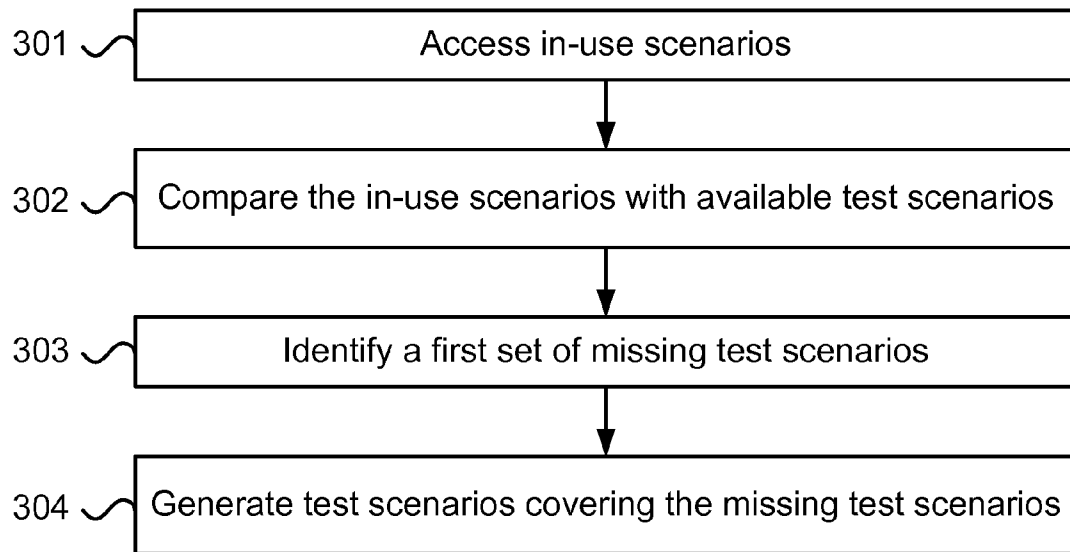 301 Access in-use scenarios
302 Compare the in-use scenarios with available test scenarios
303 Identify a first set of missing test scenarios
304 Generate test scenarios covering the missing test scenarios